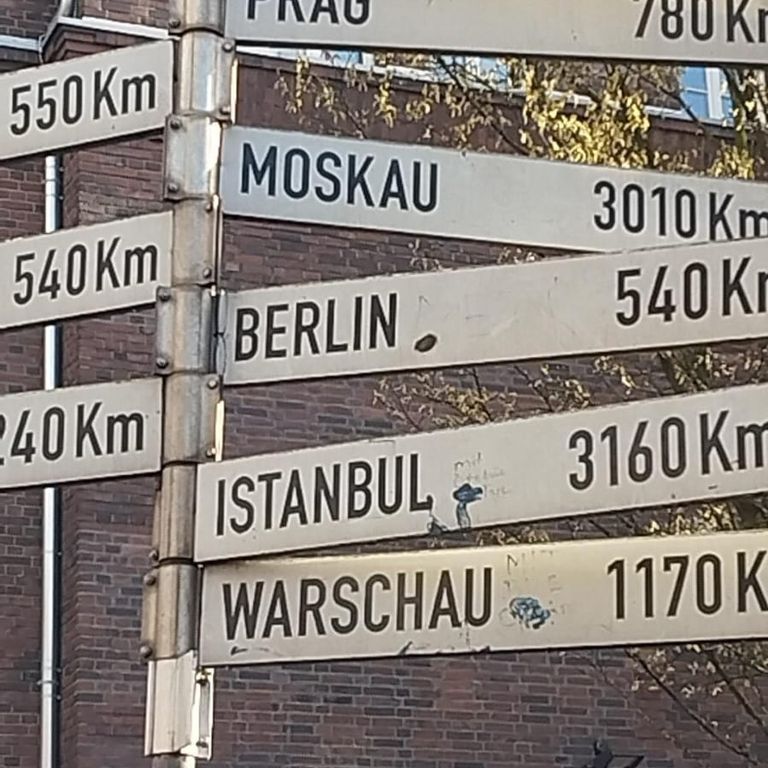 PRAG 780 Km
550 Km
MOSKAU 3010 Km
540 Km
BERLIN 540 Km
240 Km
ISTANBUL 3160 Km
WARSCHAU 1170 K